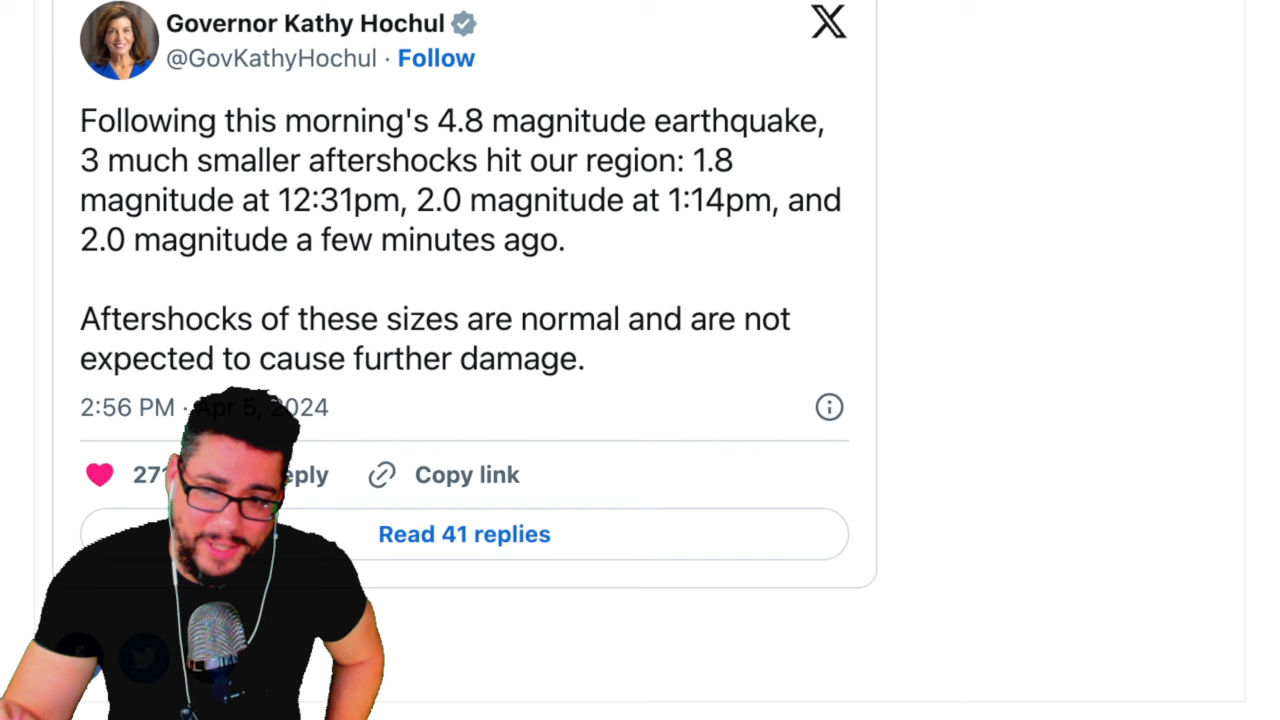 Governor Kathy Hochul
@GovKathyHochul · Follow
Following this morning's 4.8 magnitude earthquake,
3 much smaller aftershocks hit our region: 1.8
magnitude at 12:31pm, 2.0 magnitude at 1:14pm, and
2.0 magnitude a few minutes ago.
Aftershocks of these sizes are normal and are not
expected to cause further damage.
2:56 PM · Apr 5, 2024
Copy link
Read 41 replies